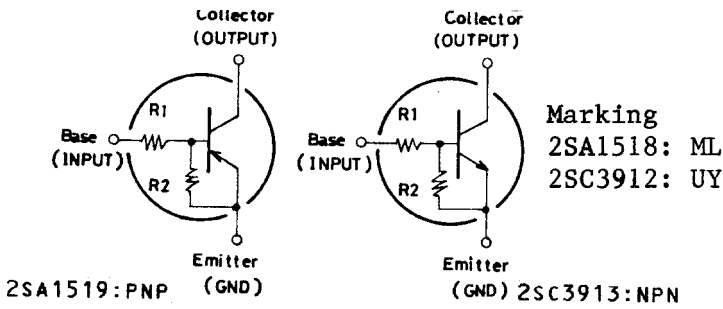 Collector
(OUTPUT)
R1
Base
(INPUT)
R2
Emitter
(GND)
2SA1519:PNP
Collector
(OUTPUT)
R1
Base
(INPUT)
R2
Emitter
(GND)
2SC3913:NPN
Marking
2SA1518: ML
2SC3912: UY